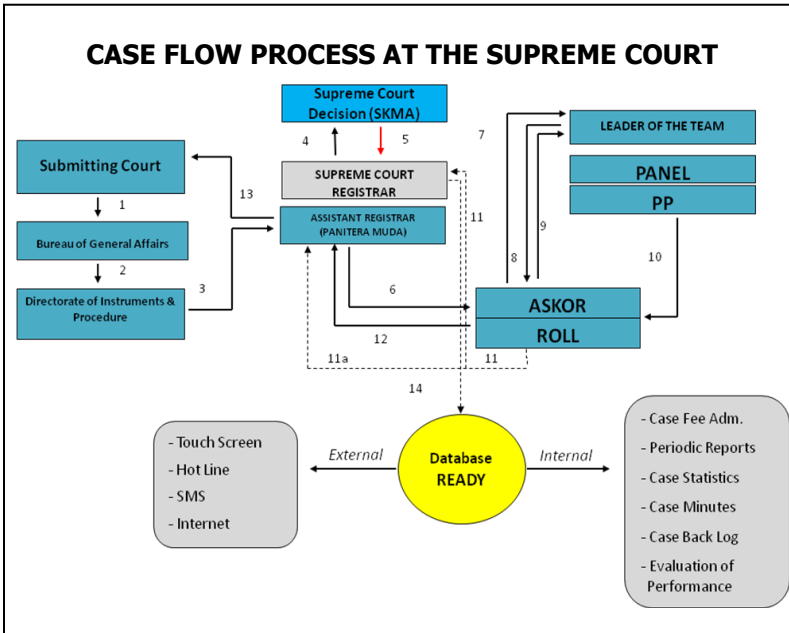 CASE FLOW PROCESS AT THE SUPREME COURT
Supreme Court
Decision (SKMA)
4
5
7
LEADER OF THE TEAM
Submitting Court
SUPREME COURT
REGISTRAR
PANEL
PP
13
1
11
ASSISTANT REGISTRAR
(PANITERA MUDA)
9
Bureau of General Affairs
8
10
2
3
6
Directorate of Instruments &
Procedure
ASKOR
ROLL
12
11a
11
14
- Touch Screen
- Hot Line
- SMS
- Internet
External
Database
READY
Internal
- Case Fee Adm.
- Periodic Reports
- Case Statistics
- Case Minutes
- Case Back Log
- Evaluation of
Performance